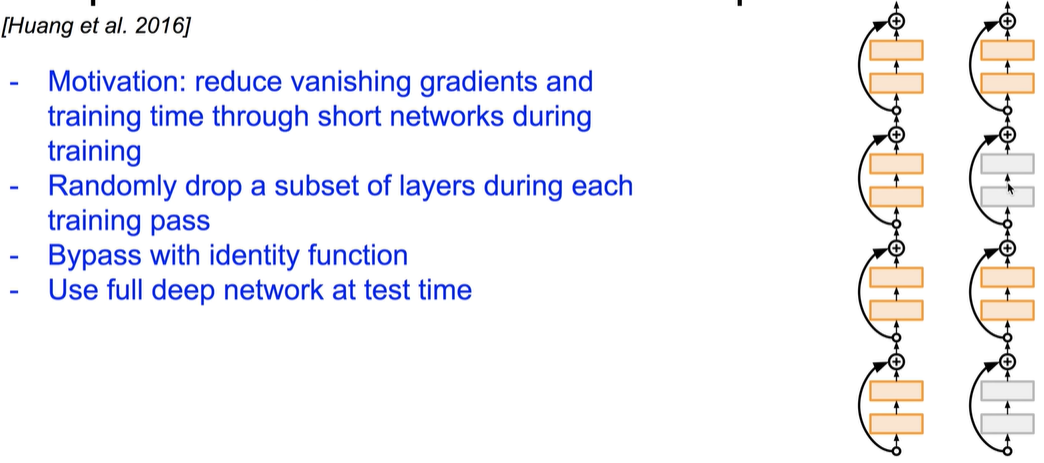 [Huang et al. 2016]
- Motivation: reduce vanishing gradients and
training time through short networks during
training
- Randomly drop a subset of layers during each
training pass
- Bypass with identity function
- Use full deep network at test time